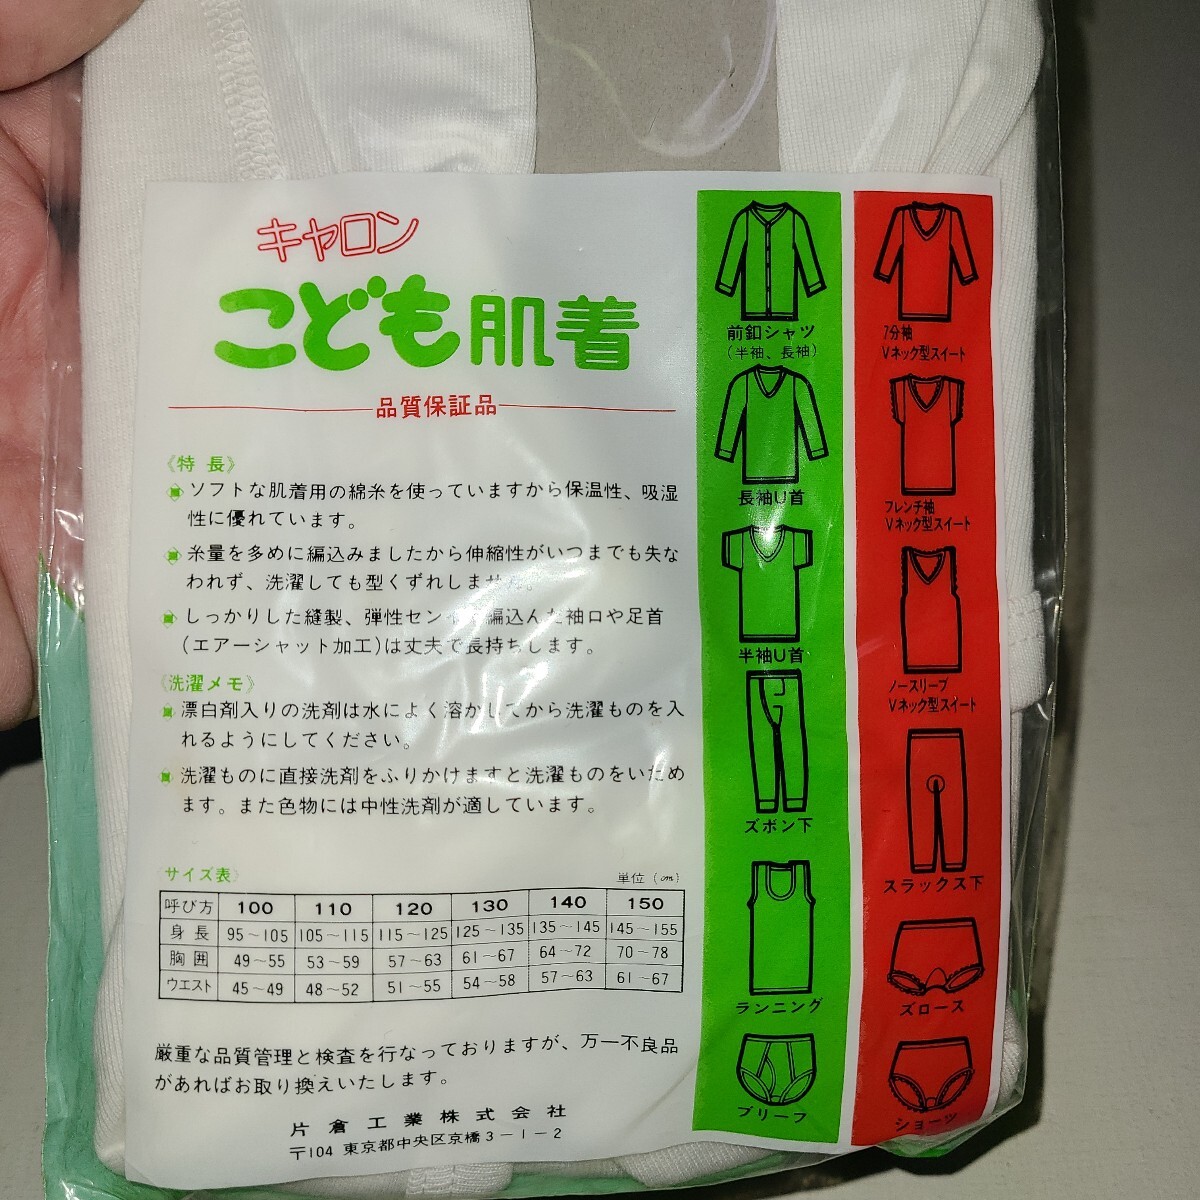 キャロン
こども肌着
品質保証品
《特長》
ソフトな肌着用の綿糸を使っていますから保温性、吸湿
性に優れています。
糸量を多めに編込みましたから伸縮性がいつまでも失な
われず、洗濯しても型くずれしません。
しっかりした縫製、弾性センイを編込んだ袖口や足首
(エアーシャット加工)は丈夫で長持ちします。
《洗濯メモ》
漂白剤入りの洗剤は水によく溶かしてから洗濯ものを入
れるようにしてください。
洗濯ものに直接洗剤をふりかけますと洗濯ものをいため
ます。また色物には中性洗剤が適しています。
サイズ表》 単位(cm)
呼び方 100 110 120 130 140 150
身長 95~105 105~115 115~125 125~135 135~145 145~155
胸囲 49~55 53~59 57~63 61~67 64~72 70~78
ウエスト 45~49 48~52 51~55 54~58 57~63 61~67
厳重な品質管理と検査を行なっておりますが、万一不良品
があればお取り換えいたします。
片倉工業株式会社
〒104 東京都中央区京橋3-1-2
前釦シャツ
(半袖、長袖)
長袖U首
半袖U首
ズボン下
ランニング
ブリーフ
7分袖
Vネック型スイート
フレンチ袖
Vネック型スイート
ノースリーブ
Vネック型スイート
スラックス下
ズロース
ショーツ